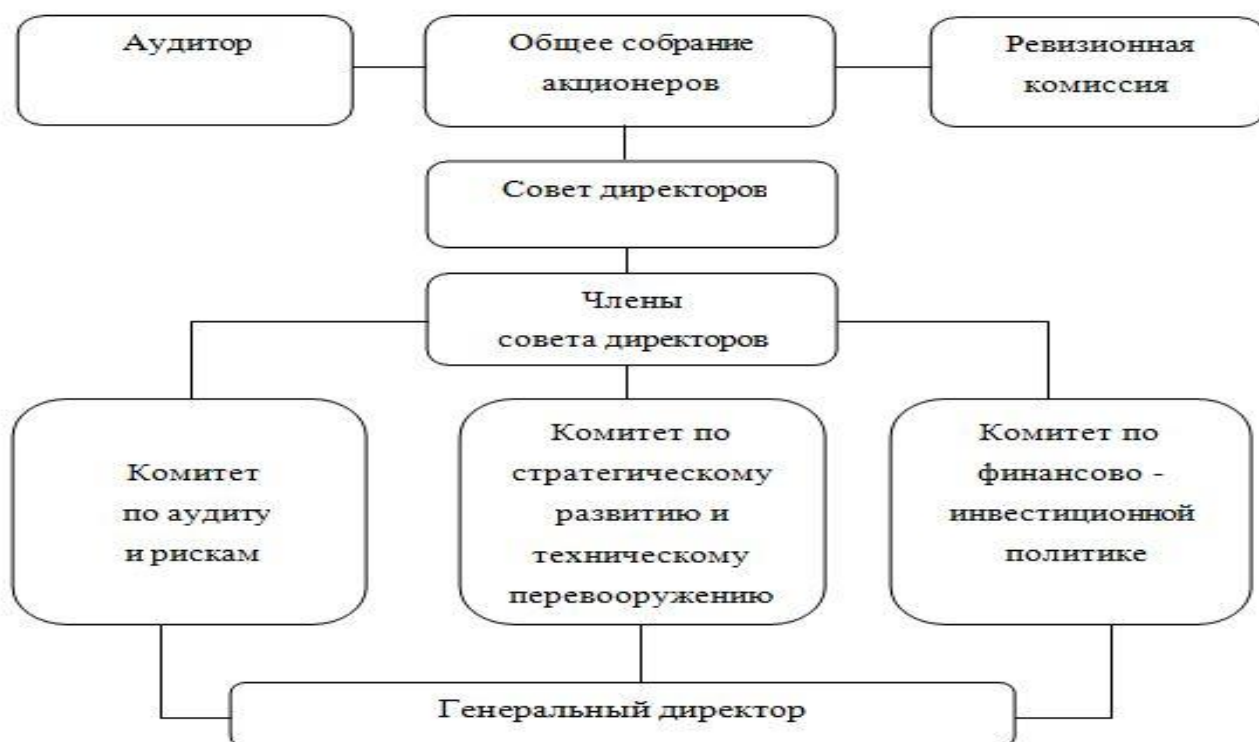 Аудитор
Общее собрание
акционеров
Ревизионная
комиссия
Совет директоров
Члены
совета директоров
Комитет
по аудиту
и рискам
Комитет по
стратегическому
развитию и
техническому
перевооружению
Комитет по
финансово -
инвестиционной
политике
Генеральный директор